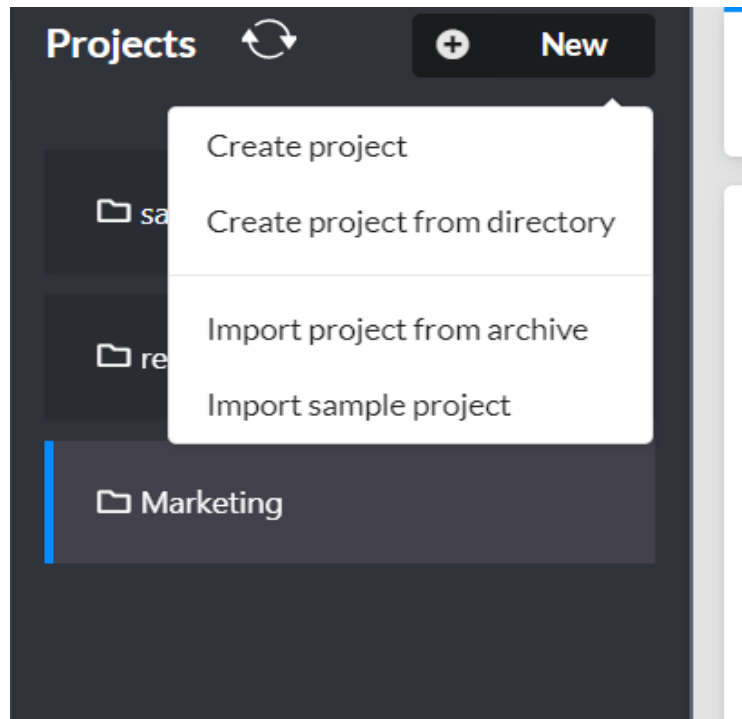 Projects
New
Create project
Create project from directory
Import project from archive
Import sample project
Marketing